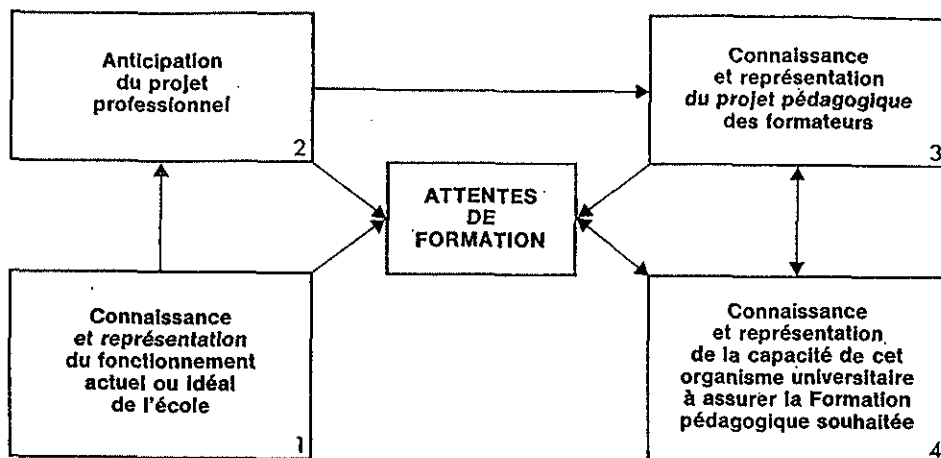 Anticipation
du projet
professionnel
2
Connaissance
et représentation
du projet pédagogique
des formateurs
3
ATTENTES
DE
FORMATION
Connaissance
et représentation
du fonctionnement
actuel ou idéal
de l'école
1
Connaissance
et représentation
de la capacité de cet
organisme universitaire
à assurer la Formation
pédagogique souhaitée
4